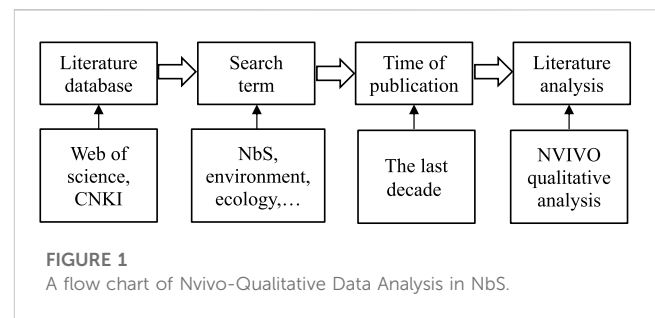 Literature
database
Search
term
Time of
publication
Literature
analysis
Web of
science,
CNKI
NbS,
environment,
ecology,...
The last
decade
NVIVO
qualitative
analysis
FIGURE 1
A flow chart of Nvivo-Qualitative Data Analysis in NbS.